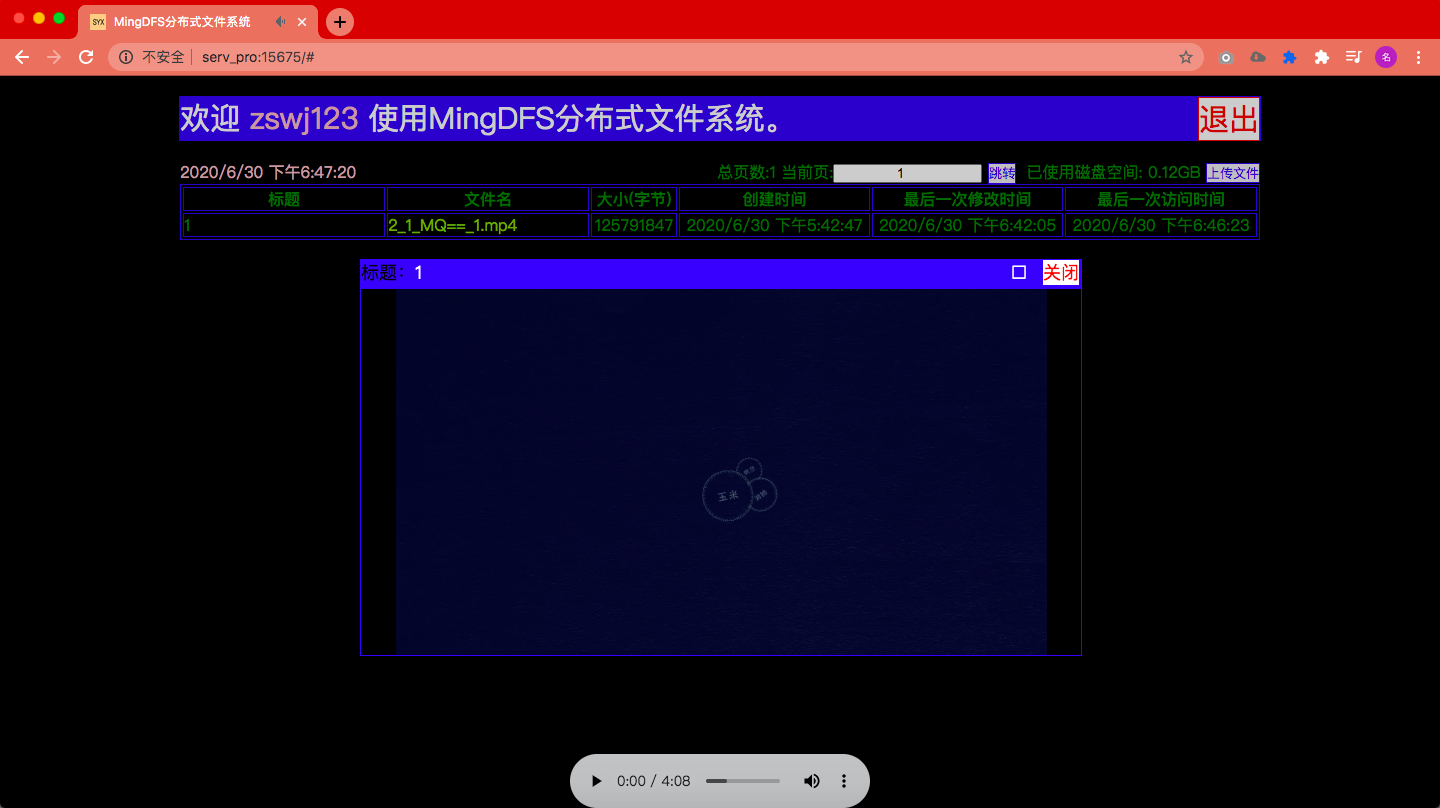 SYX MingDFS分布式文件系统
不安全 serv_pro:15675/# 名
欢迎 zswj123 使用MingDFS分布式文件系统。 退出
2020/6/30 下午6:47:20 总页数:1 当前页: 1 跳转 已使用磁盘空间: 0.12GB 上传文件
标题 文件名 大小(字节) 创建时间 最后一次修改时间 最后一次访问时间
1 2_1_MQ==_1.mp4 125791847 2020/6/30 下午5:42:47 2020/6/30 下午6:42:05 2020/6/30 下午6:46:23
标题：1 关闭
玉米
0:00 / 4:08